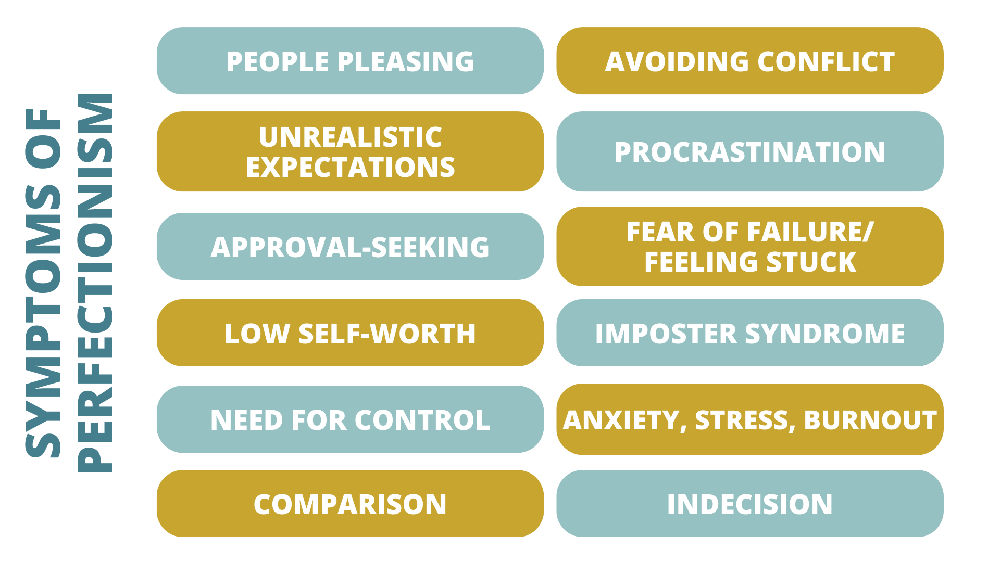 SYMPTOMS OF
PERFECTIONISM
PEOPLE PLEASING
AVOIDING CONFLICT
UNREALISTIC
EXPECTATIONS
PROCRASTINATION
APPROVAL-SEEKING
FEAR OF FAILURE/
FEELING STUCK
LOW SELF-WORTH
IMPOSTER SYNDROME
NEED FOR CONTROL
ANXIETY, STRESS, BURNOUT
COMPARISON
INDECISION